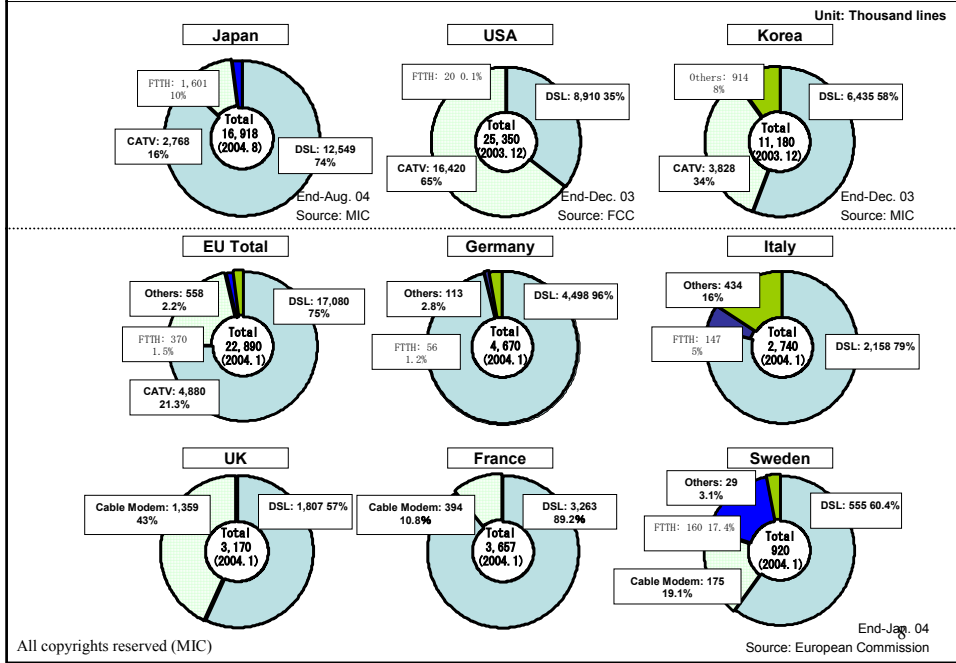 Unit: Thousand lines
Japan
FTTH: 1,601
10%
CATV: 2,768
16%
Total
16,918
(2004.8)
DSL: 12,549
74%
End-Aug. 04
Source: MIC
USA
FTTH: 20 0.1%
DSL: 8,910 35%
Total
25,350
(2003.12)
CATV: 16,420
65%
End-Dec. 03
Source: FCC
Korea
Others: 914
8%
DSL: 6,435 58%
Total
11,180
(2003.12)
CATV: 3,828
34%
End-Dec. 03
Source: MIC
EU Total
Others: 558
2.2%
DSL: 17,080
75%
FTTH: 370
1.5%
Total
22,890
(2004.1)
CATV: 4,880
21.3%
Germany
Others: 113
2.8%
DSL: 4,498 96%
FTTH: 56
1.2%
Total
4,670
(2004.1)
Italy
Others: 434
16%
FTTH: 147
5%
Total
2,740
(2004.1)
DSL: 2,158 79%
UK
Cable Modem: 1,359
43%
DSL: 1,807 57%
Total
3,170
(2004.1)
France
Cable Modem: 394
10.8%
DSL: 3,263
89.2%
Total
3,657
(2004.1)
Sweden
Others: 29
3.1%
DSL: 555 60.4%
FTTH: 160 17.4%
Total
920
(2004.1)
Cable Modem: 175
19.1%
End-Jan. 04
8
All copyrights reserved (MIC)
Source: European Commission